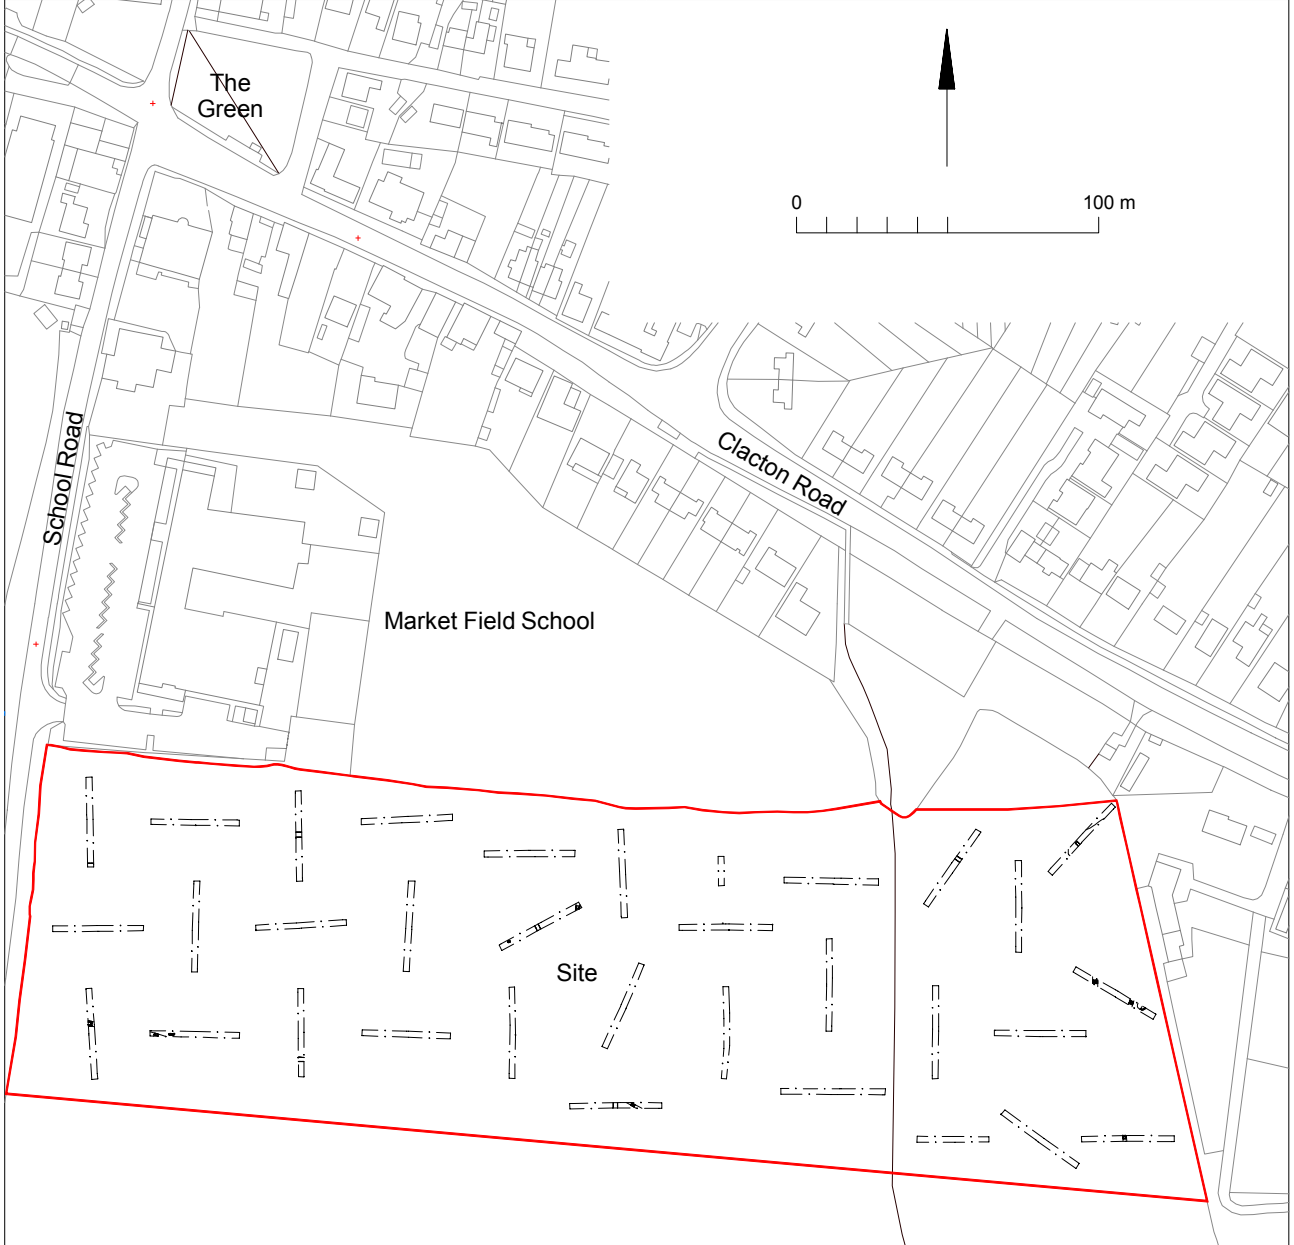 The
Green
0
100 m
School Road
Clacton Road
Market Field School
Site